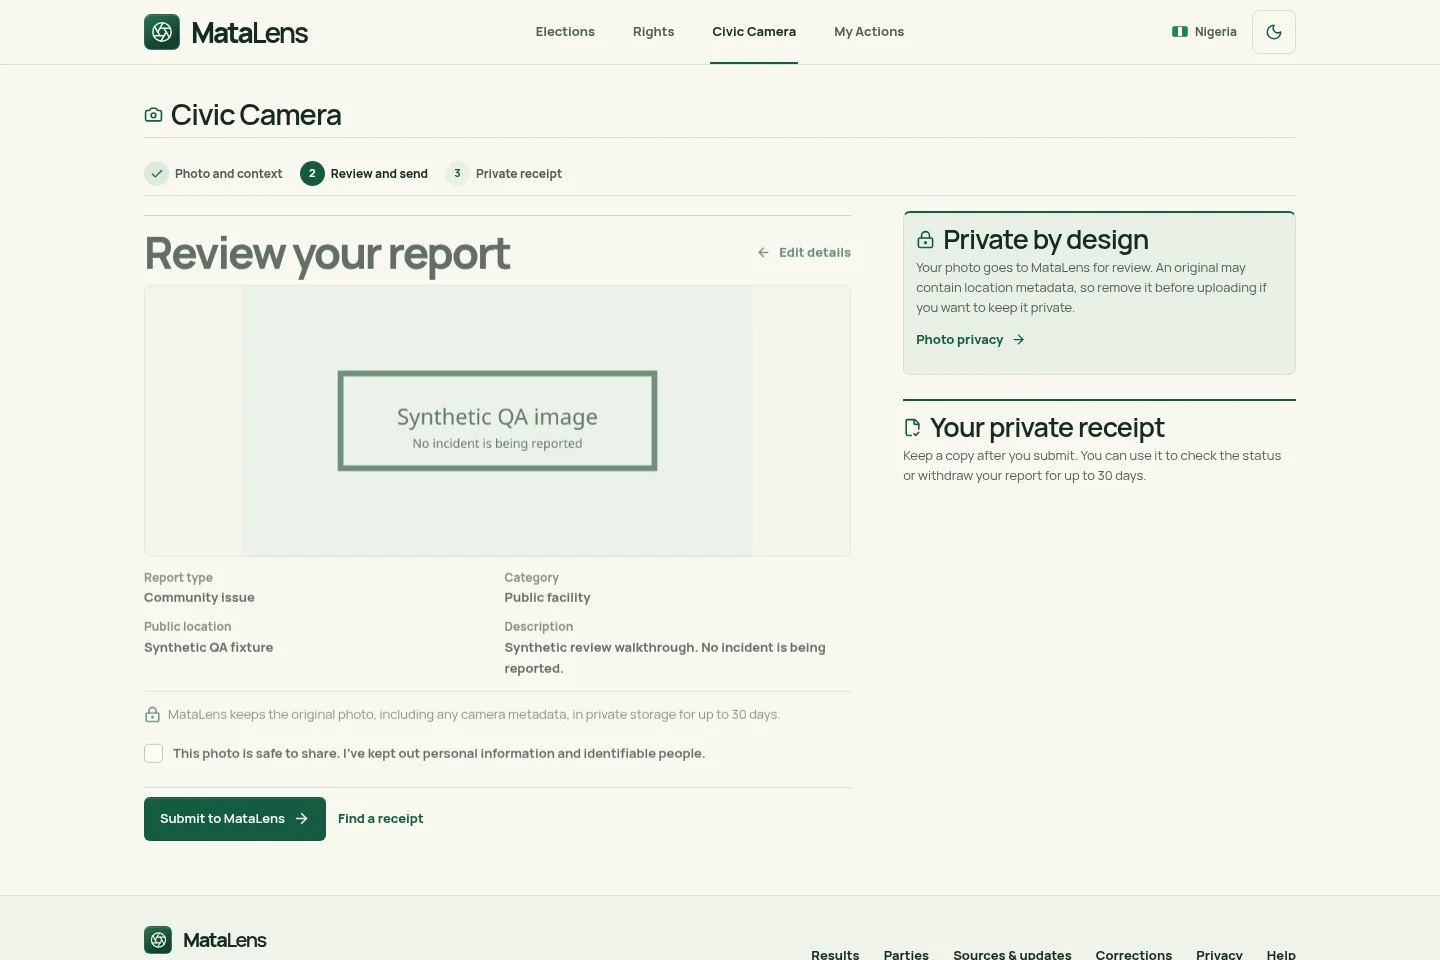 MataLens
Elections
Rights
Civic Camera
My Actions
Nigeria
Civic Camera
Photo and context
2 Review and send
3 Private receipt
Review your report
Edit details
Synthetic QA image
No incident is being reported
Report type
Community issue
Category
Public facility
Public location
Synthetic QA fixture
Description
Synthetic review walkthrough. No incident is being
reported.
MataLens keeps the original photo, including any camera metadata, in private storage for up to 30 days.
This photo is safe to share. I've kept out personal information and identifiable people.
Submit to MataLens
Find a receipt
Private by design
Your photo goes to MataLens for review. An original may
contain location metadata, so remove it before uploading if
you want to keep it private.
Photo privacy
Your private receipt
Keep a copy after you submit. You can use it to check the status
or withdraw your report for up to 30 days.
MataLens
Results
Parties
Sources & updates
Corrections
Privacy
Help